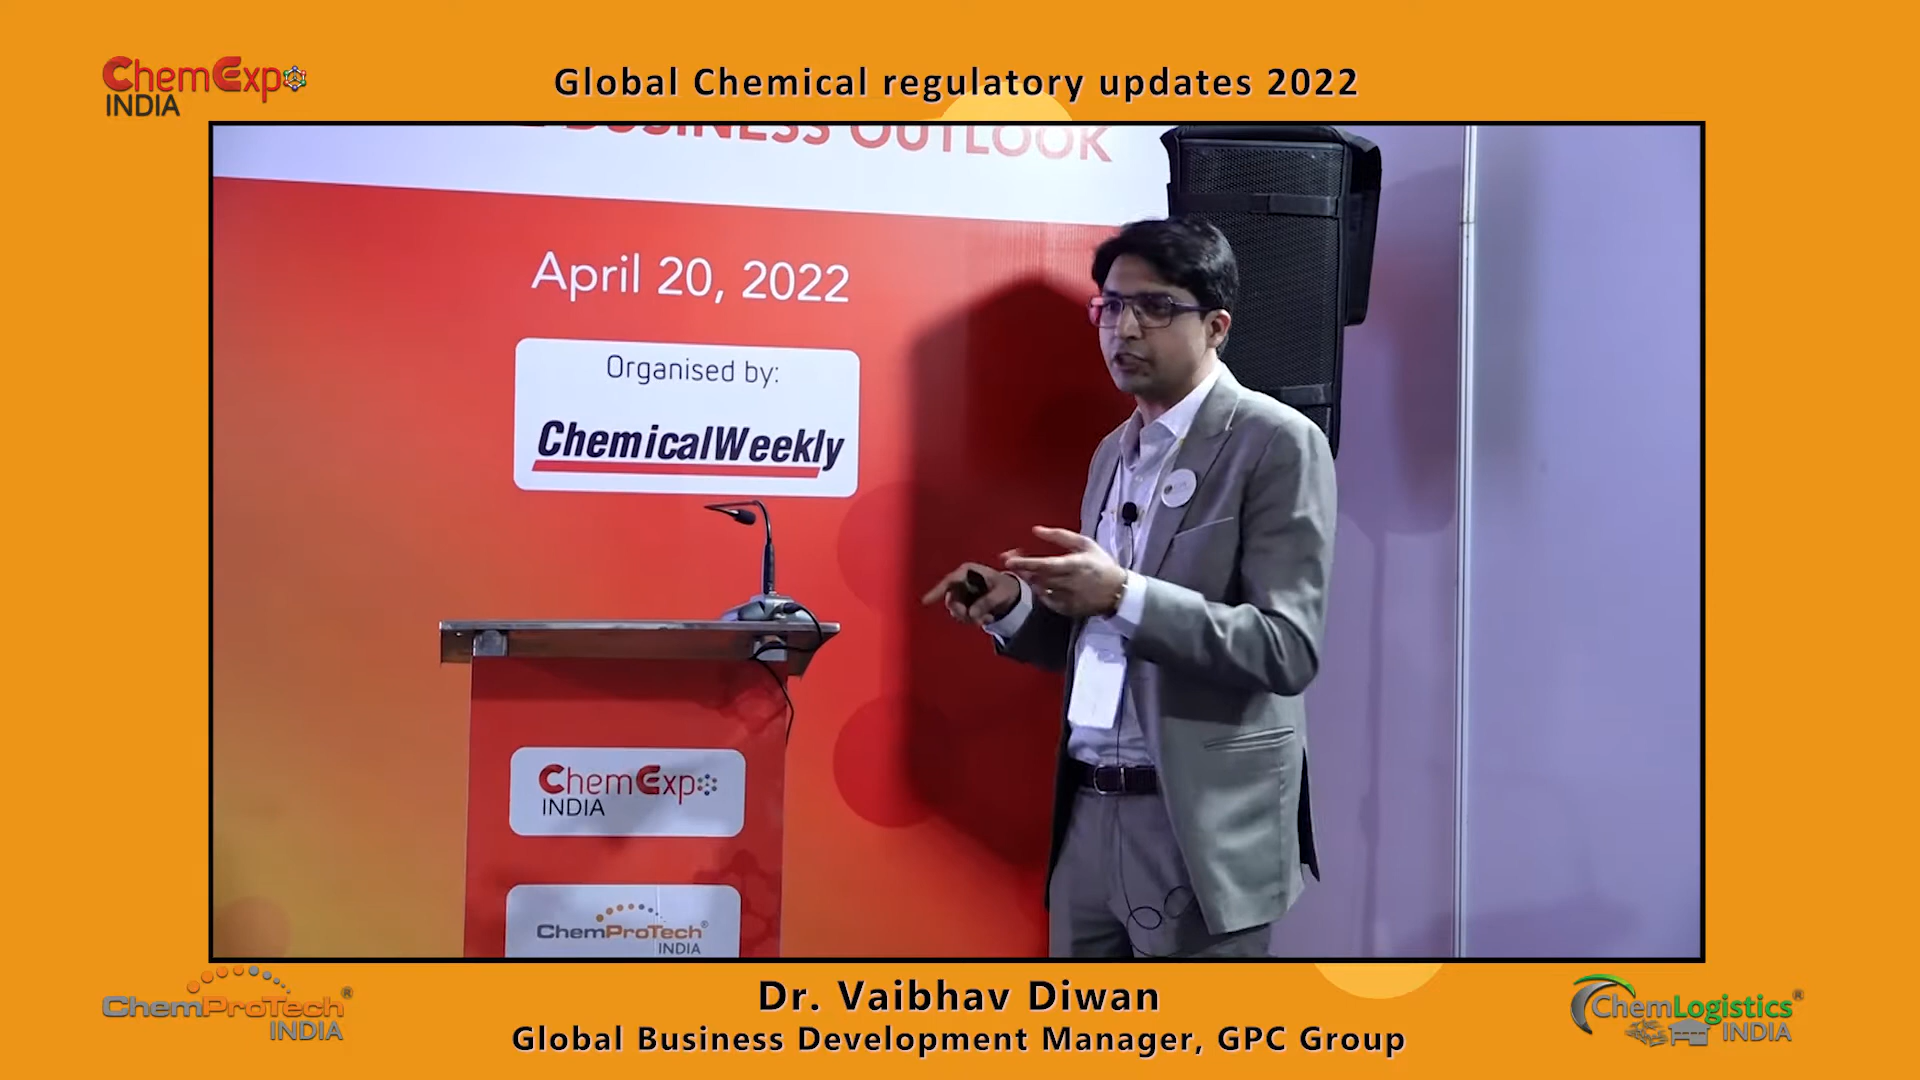 ChemExpo
INDIA
Global Chemical regulatory updates 2022
BUSINESS OUTLOOK
April 20, 2022
Organised by:
ChemicalWeekly
ChemExpo
INDIA
ChemProTech®
INDIA
ChemProTech®
INDIA
Dr. Vaibhav Diwan
Global Business Development Manager, GPC Group
ChemLogistics®
INDIA